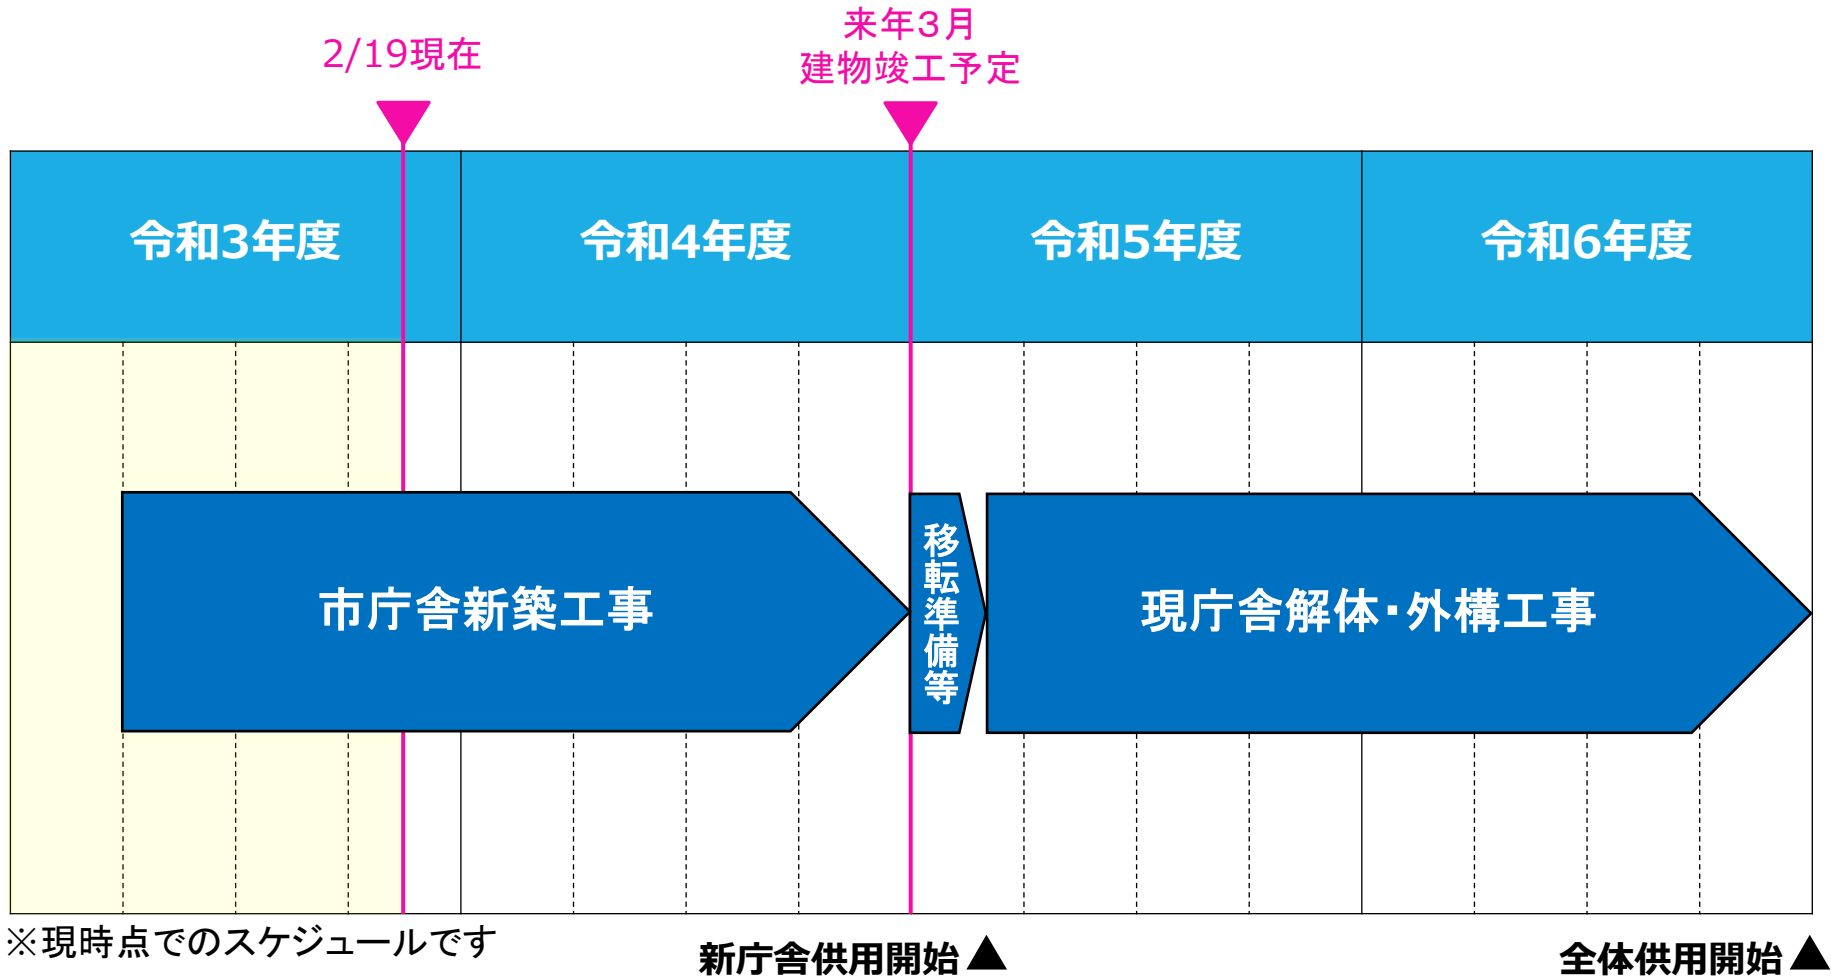 2/19現在
来年３月
建物竣工予定
令和3年度
令和4年度
令和5年度
令和6年度
市庁舎新築工事
移転準備等
現庁舎解体・外構工事
※現時点でのスケジュールです
新庁舎供用開始▲
全体供用開始▲